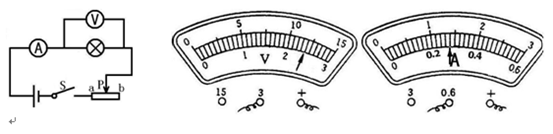 V
A
S
a P b
0 5 10 15
0 1 2 3
V
15 3 +
0 1 2 3
0 0.2 0.4 0.6
A
3 0.6 +